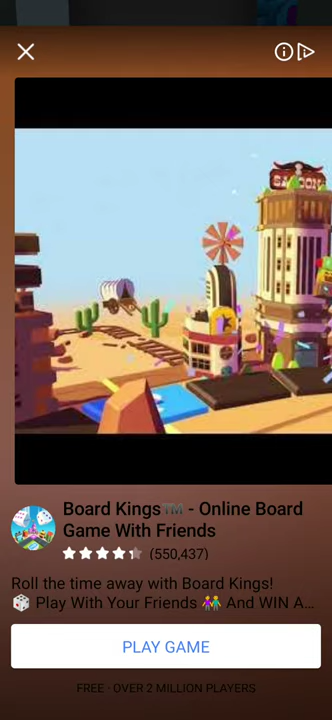 SALOON
Board Kings™ - Online Board
Game With Friends
(550,437)
Roll the time away with Board Kings!
🎲 Play With Your Friends 👫 And WIN A...
PLAY GAME
FREE · OVER 2 MILLION PLAYERS